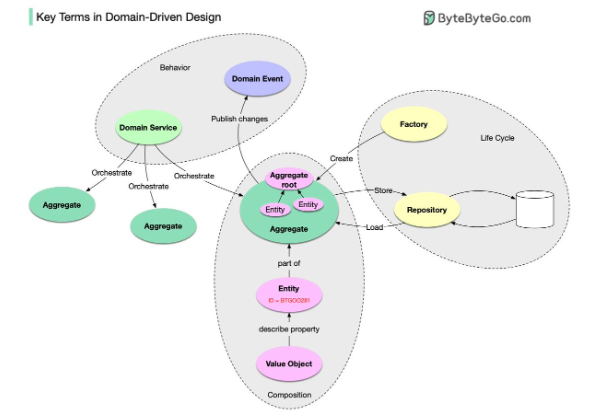 Key Terms in Domain-Driven Design
ByteByteGo.com
Behavior
Domain Event
Domain Service
Publish changes
Factory
Life Cycle
Orchestrate
Orchestrate
Orchestrate
Create
Aggregate
Aggregate
Aggregate
root
Entity
Entity
Aggregate
Store
Repository
Load
part of
Entity
describe property
Value Object
Composition